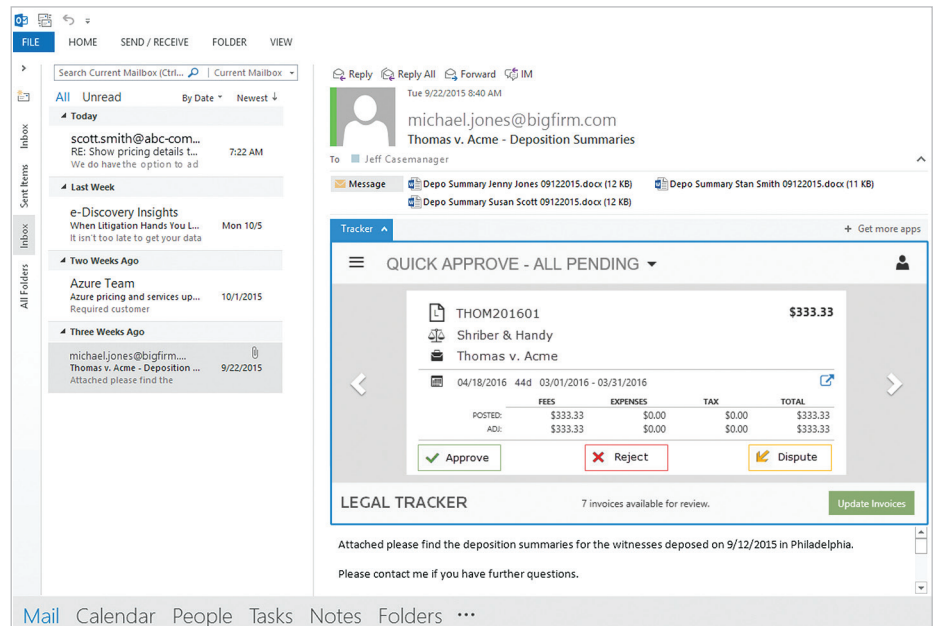 FILE HOME SEND / RECEIVE FOLDER VIEW
Search Current Mailbox (Ctrl... Current Mailbox
All Unread By Date Newest ↓
Today
scott.smith@abc-com...
RE: Show pricing details t... 7:22 AM
We do have the option to ad
Last Week
e-Discovery Insights
When Litigation Hands You L... Mon 10/5
It isn't too late to get your data
Two Weeks Ago
Azure Team
Azure pricing and services up... 10/1/2015
Required customer
Three Weeks Ago
michael.jones@bigfirm....
Thomas v. Acme - Deposition ... 9/22/2015
Attached please find the
Inbox
Sent Items
Inbox
All Folders
Reply Reply All Forward IM
Tue 9/22/2015 8:40 AM
michael.jones@bigfirm.com
Thomas v. Acme - Deposition Summaries
To Jeff Casemanager
Message Depo Summary Jenny Jones 09122015.docx (12 KB) Depo Summary Stan Smith 09122015.docx (11 KB)
Depo Summary Susan Scott 09122015.docx (12 KB)
Tracker + Get more apps
QUICK APPROVE - ALL PENDING
THOM201601 $333.33
Shriber & Handy
Thomas v. Acme
04/18/2016 44d 03/01/2016 - 03/31/2016
FEES EXPENSES TAX TOTAL
POSTED: $333.33 $0.00 $0.00 $333.33
ADJ: $333.33 $0.00 $0.00 $333.33
Approve Reject Dispute
LEGAL TRACKER 7 invoices available for review. Update Invoices
Attached please find the deposition summaries for the witnesses deposed on 9/12/2015 in Philadelphia.
Please contact me if you have further questions.
Mail Calendar People Tasks Notes Folders •••